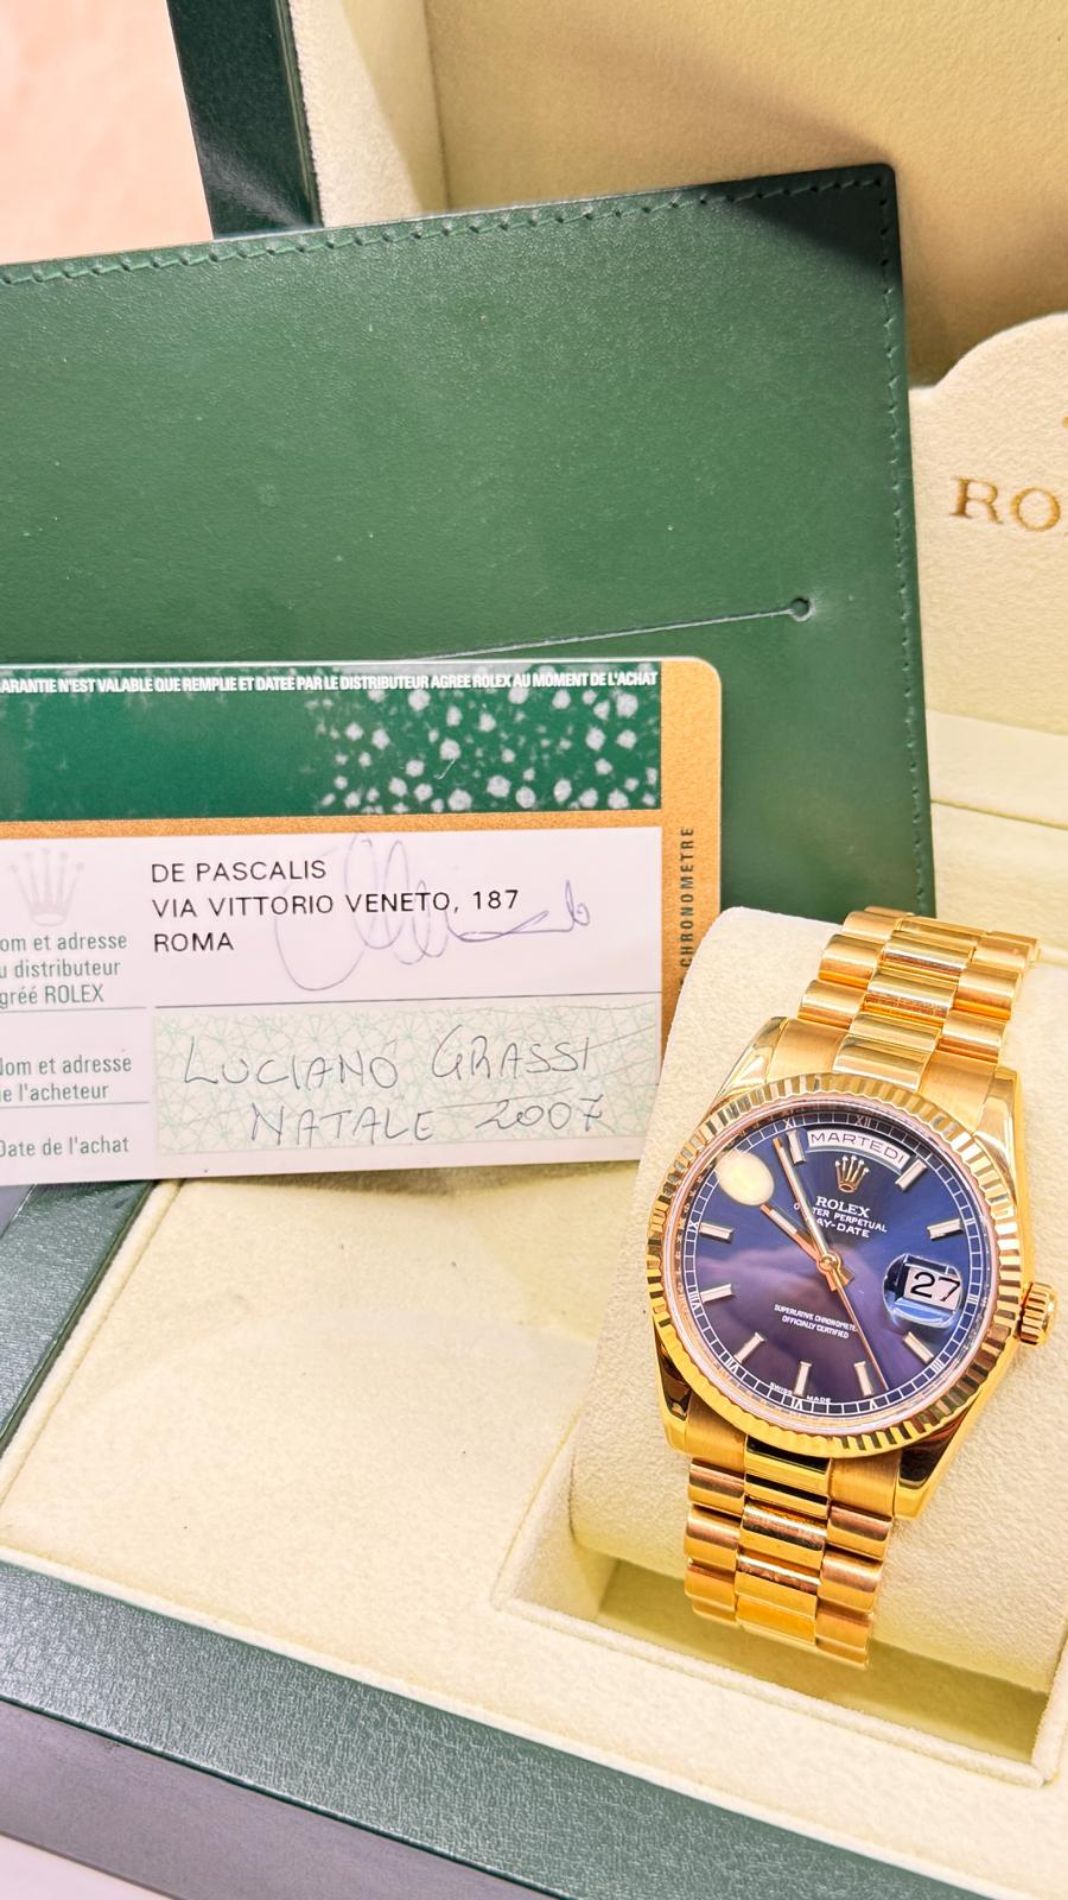 RO
ARANTIE N'EST VALABLE QUE REMPLIE ET DATEE PAR LE DISTRIBUTEUR AGREE ROLEX AU MOMENT DE L'ACHAT
CHRONOMETRE
DE PASCALIS
VIA VITTORIO VENETO, 187
ROMA
om et adresse
u distributeur
gréé ROLEX
LUCIANO GRASSI
NATALE 2007
Nom et adresse
e l'acheteur
Date de l'achat
MARTEDI
ROLEX
OYSTER PERPETUAL
DAY-DATE
27
SUPERLATIVE CHRONOMETER
OFFICIALLY CERTIFIED
SWISS MADE